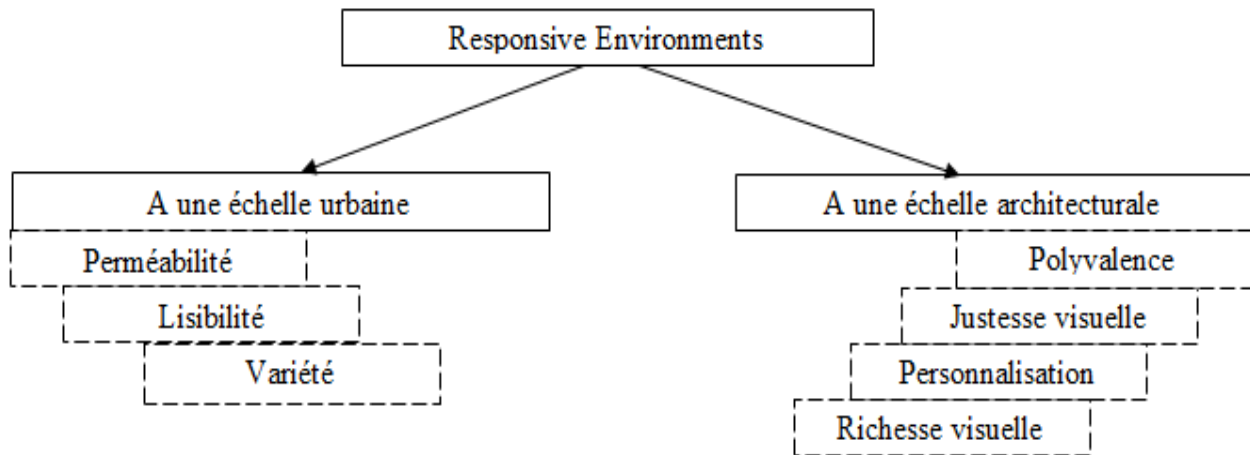 Responsive Environments
A une échelle urbaine
Perméabilité
Lisibilité
Variété
A une échelle architecturale
Polyvalence
Justesse visuelle
Personnalisation
Richesse visuelle